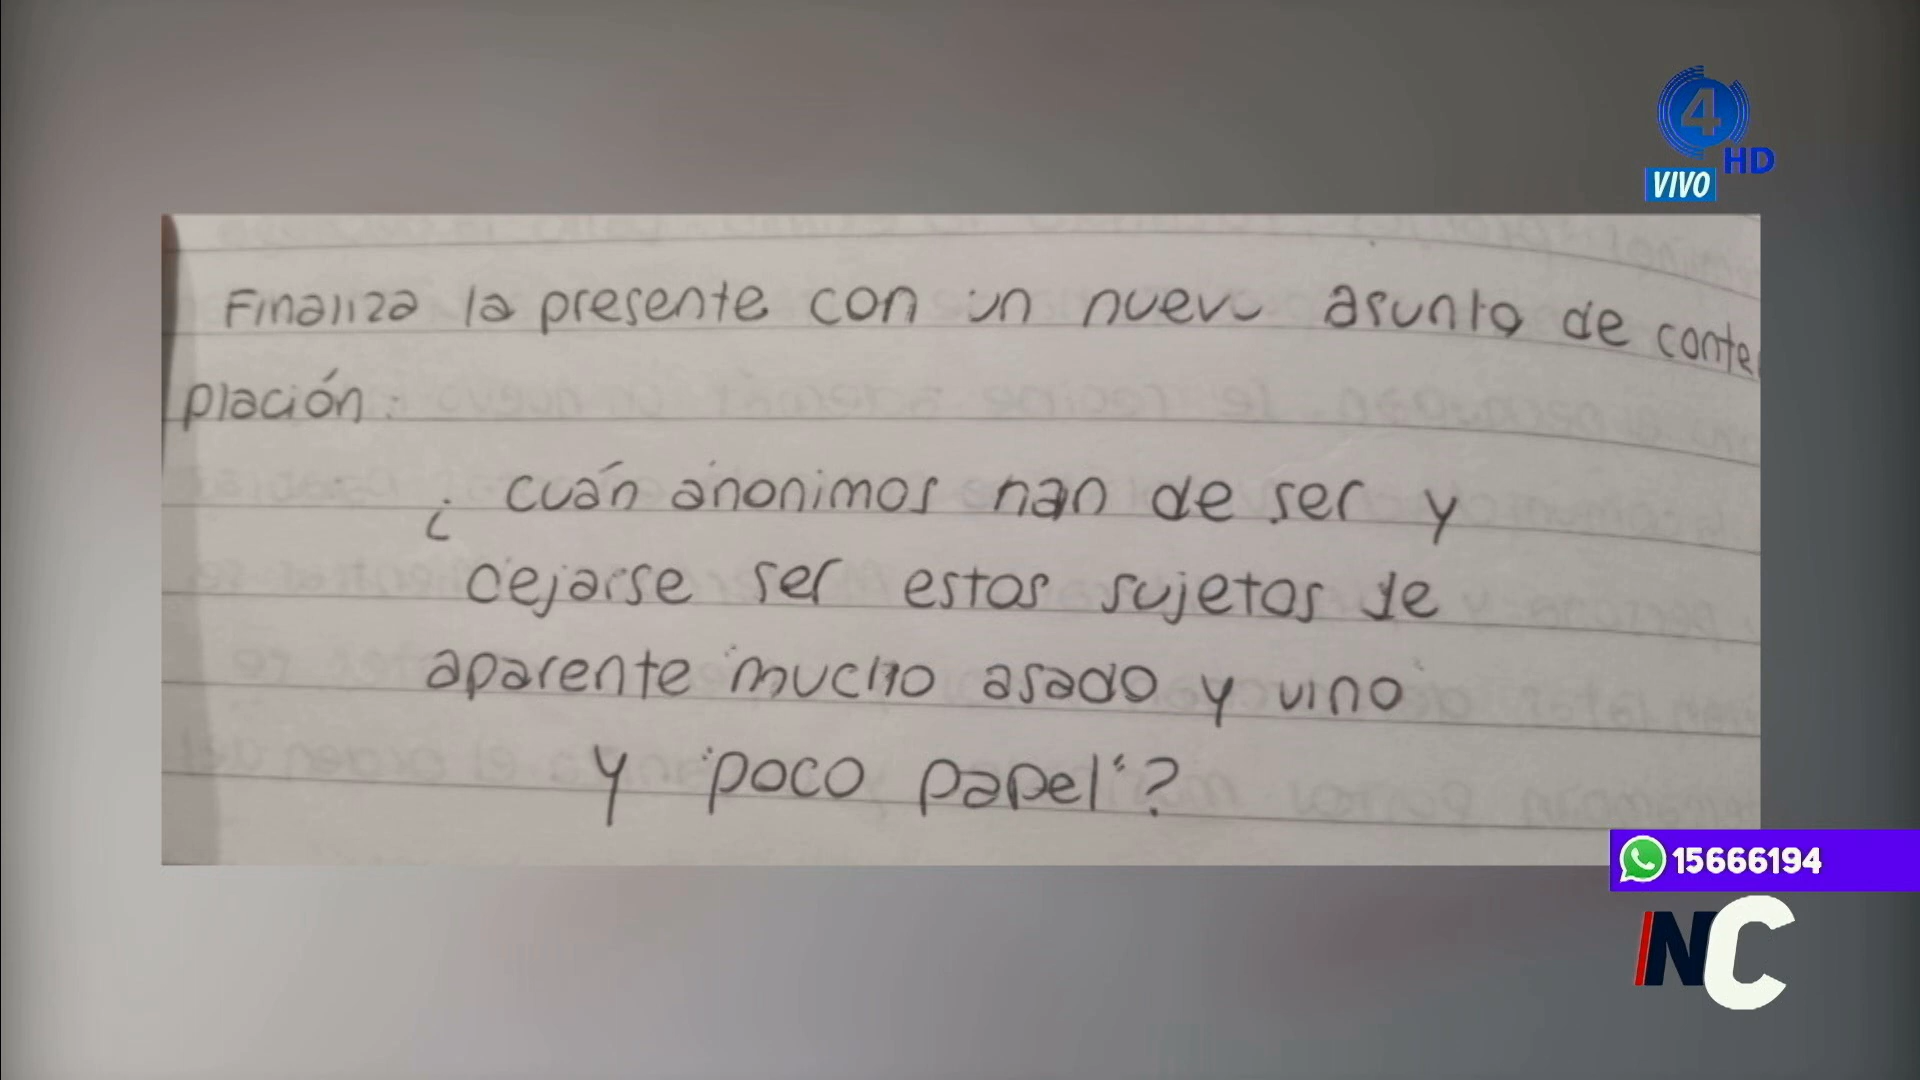 4
HD
VIVO
Finaliza la presente con un nuevo asunto de conte
plación:
¿ cuán anonimos han de ser y
dejarse ser estos sujetos de
aparente "mucho asado y vino"
y "poco papel"?
15666194
NC